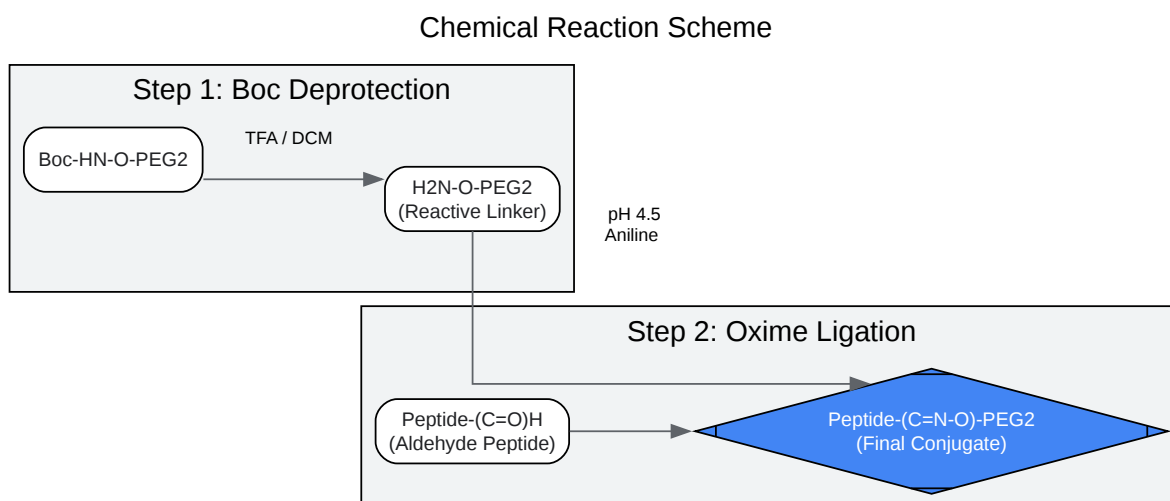 Chemical Reaction Scheme
Step 1: Boc Deprotection
TFA / DCM
Boc-HN-O-PEG2
H2N-O-PEG2
(Reactive Linker)
pH 4.5
Aniline
Step 2: Oxime Ligation
Peptide-(C=O)H
(Aldehyde Peptide)
Peptide-(C=N-O)-PEG2
(Final Conjugate)